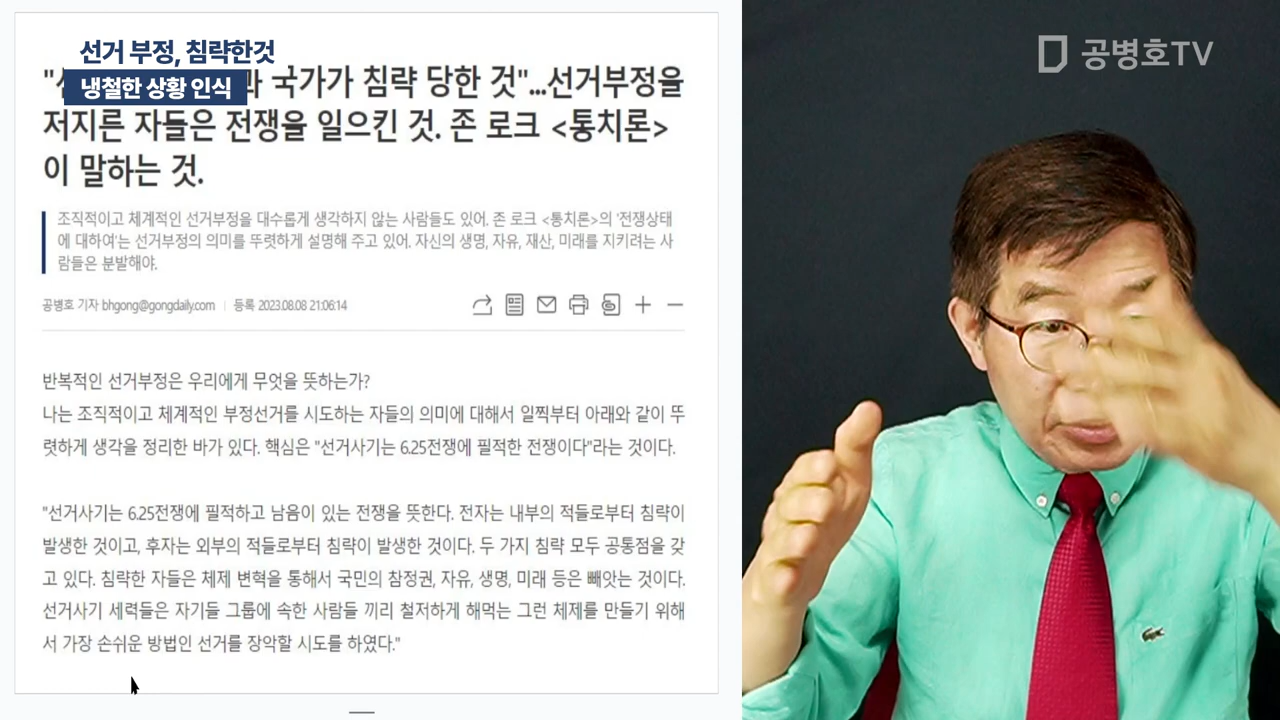 선거 부정, 침략한것
냉철한 상황 인식
공병호TV
국가가 침략 당한 것"...선거부정을
저지른 자들은 전쟁을 일으킨 것. 존 로크 <통치론>
이 말하는 것.
조직적이고 체계적인 선거부정을 대수롭게 생각하지 않는 사람들도 있어. 존 로크 <통치론>의 '전쟁상태
에 대하여'는 선거부정의 의미를 뚜렷하게 설명해 주고 있어. 자신의 생명, 자유, 재산, 미래를 지키려는 사
람들은 분발해야.
공병호 기자 bhgong@gongdaily.com 등록 2023.08.08 21:06:14
반복적인 선거부정은 우리에게 무엇을 뜻하는가?
나는 조직적이고 체계적인 부정선거를 시도하는 자들의 의미에 대해서 일찍부터 아래와 같이 뚜
렷하게 생각을 정리한 바가 있다. 핵심은 "선거사기는 6.25전쟁에 필적한 전쟁이다"라는 것이다.
"선거사기는 6.25전쟁에 필적하고 남음이 있는 전쟁을 뜻한다. 전자는 내부의 적들로부터 침략이
발생한 것이고, 후자는 외부의 적들로부터 침략이 발생한 것이다. 두 가지 침략 모두 공통점을 갖
고 있다. 침략한 자들은 체제 변혁을 통해서 국민의 참정권, 자유, 생명, 미래 등은 빼앗는 것이다.
선거사기 세력들은 자기들 그룹에 속한 사람들 끼리 철저하게 해먹는 그런 체제를 만들기 위해
서 가장 손쉬운 방법인 선거를 장악할 시도를 하였다."